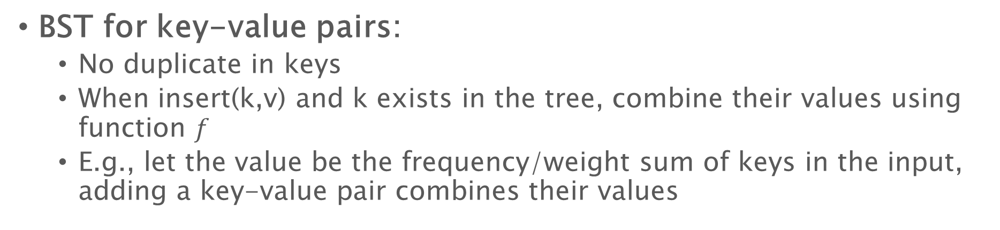 • BST for key-value pairs:
• No duplicate in keys
• When insert(k,v) and k exists in the tree, combine their values using
function f
• E.g., let the value be the frequency/weight sum of keys in the input,
adding a key-value pair combines their values